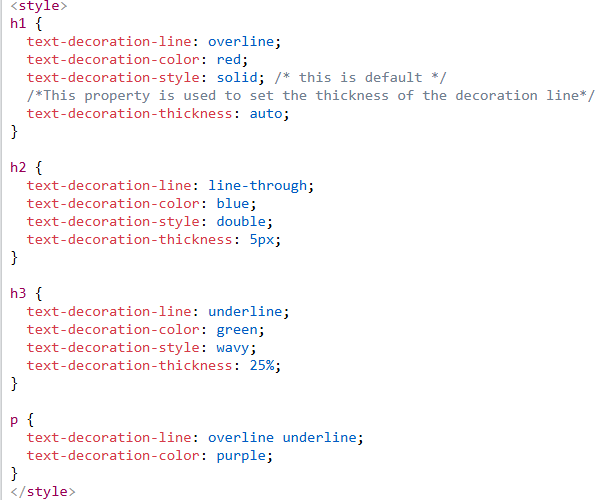 <style>
h1 {
  text-decoration-line: overline;
  text-decoration-color: red;
  text-decoration-style: solid; /* this is default */
  /*This property is used to set the thickness of the decoration line*/
  text-decoration-thickness: auto;
}

h2 {
  text-decoration-line: line-through;
  text-decoration-color: blue;
  text-decoration-style: double;
  text-decoration-thickness: 5px;
}

h3 {
  text-decoration-line: underline;
  text-decoration-color: green;
  text-decoration-style: wavy;
  text-decoration-thickness: 25%;
}

p {
  text-decoration-line: overline underline;
  text-decoration-color: purple;
}
</style>